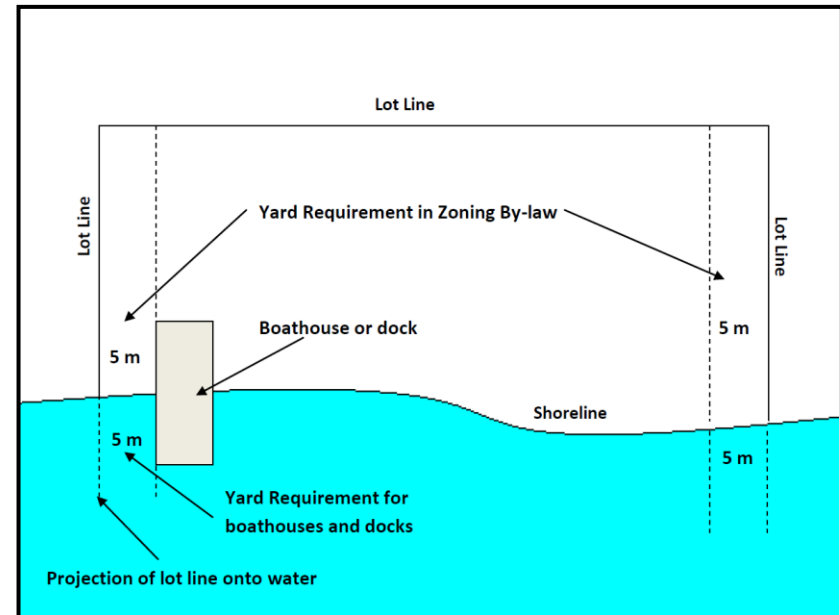 Lot Line
Lot Line
Yard Requirement in Zoning By-law
Lot Line
Boathouse or dock
5 m
5 m
Shoreline
5 m
5 m
Yard Requirement for
boathouses and docks
Projection of lot line onto water